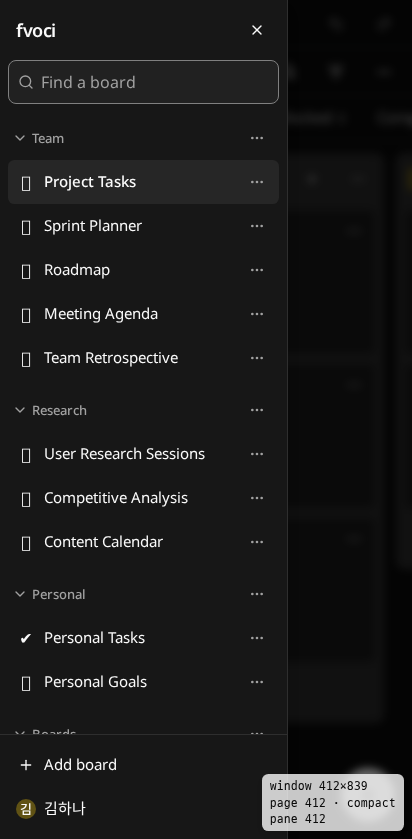 fvoci
Find a board
Team
Project Tasks
Sprint Planner
Roadmap
Meeting Agenda
Team Retrospective
Research
User Research Sessions
Competitive Analysis
Content Calendar
Personal
✔ Personal Tasks
Personal Goals
Boards
+ Add board
김 김하나
window 412×839
page 412 · compact
pane 412